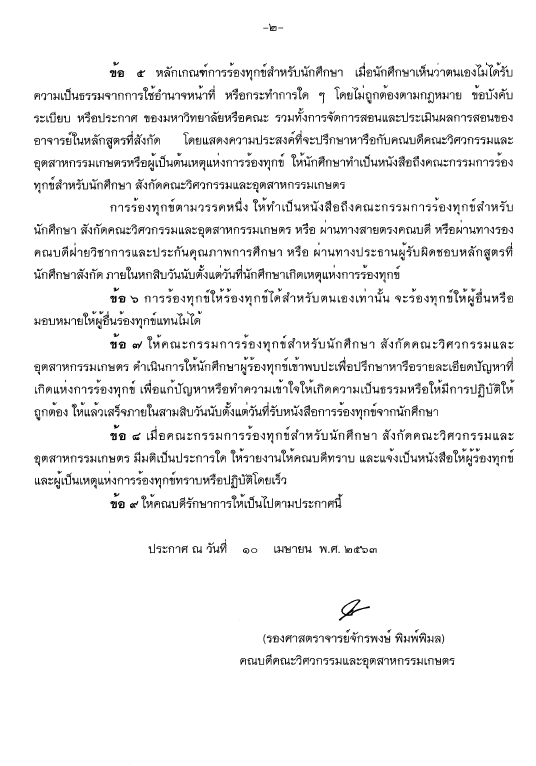 -๒-
ข้อ ๕ หลักเกณฑ์การร้องทุกข์สำหรับนักศึกษา เมื่อนักศึกษาเห็นว่าตนเองไม่ได้รับ
ความเป็นธรรมจากการใช้อำนาจหน้าที่ หรือกระทำการใด ๆ โดยไม่ถูกต้องตามกฎหมาย ข้อบังคับ
ระเบียบ หรือประกาศ ของมหาวิทยาลัยหรือคณะ รวมทั้งการจัดการสอนและประเมินผลการสอนของ
อาจารย์ในหลักสูตรที่สังกัด โดยแสดงความประสงค์ที่จะปรึกษาหารือกับคณบดีคณะวิศวกรรมและ
อุตสาหกรรมเกษตรหรือผู้เป็นต้นเหตุแห่งการร้องทุกข์ ให้นักศึกษาทำเป็นหนังสือถึงคณะกรรมการร้อง
ทุกข์สำหรับนักศึกษา สังกัดคณะวิศวกรรมและอุตสาหกรรมเกษตร
การร้องทุกข์ตามวรรคหนึ่ง ให้ทำเป็นหนังสือถึงคณะกรรมการร้องทุกข์สำหรับ
นักศึกษา สังกัดคณะวิศวกรรมและอุตสาหกรรมเกษตร หรือ ผ่านทางสายตรงคณบดี หรือผ่านทางรอง
คณบดีฝ่ายวิชาการและประกันคุณภาพการศึกษา หรือ ผ่านทางประธานผู้รับผิดชอบหลักสูตรที่
นักศึกษาสังกัด ภายในหกสิบวันนับตั้งแต่วันที่นักศึกษาเกิดเหตุแห่งการร้องทุกข์
ข้อ ๖ การร้องทุกข์ให้ร้องทุกข์ได้สำหรับตนเองเท่านั้น จะร้องทุกข์ให้ผู้อื่นหรือ
มอบหมายให้ผู้อื่นร้องทุกข์แทนไม่ได้
ข้อ ๗ ให้คณะกรรมการร้องทุกข์สำหรับนักศึกษา สังกัดคณะวิศวกรรมและ
อุตสาหกรรมเกษตร ดำเนินการให้นักศึกษาผู้ร้องทุกข์เข้าพบปะเพื่อปรึกษาหารือรายละเอียดปัญหาที่
เกิดแห่งการร้องทุกข์ เพื่อแก้ปัญหาหรือทำความเข้าใจให้เกิดความเป็นธรรมหรือให้มีการปฏิบัติให้
ถูกต้อง ให้แล้วเสร็จภายในสามสิบวันนับตั้งแต่วันที่รับหนังสือการร้องทุกข์จากนักศึกษา
ข้อ ๘ เมื่อคณะกรรมการร้องทุกข์สำหรับนักศึกษา สังกัดคณะวิศวกรรมและ
อุตสาหกรรมเกษตร มีมติเป็นประการใด ให้รายงานให้คณบดีทราบ และแจ้งเป็นหนังสือให้ผู้ร้องทุกข์
และผู้เป็นเหตุแห่งการร้องทุกข์ทราบหรือปฏิบัติโดยเร็ว
ข้อ ๙ ให้คณบดีรักษาการให้เป็นไปตามประกาศนี้
ประกาศ ณ วันที่ ๑๐ เมษายน พ.ศ. ๒๕๖๓
(รองศาสตราจารย์จักรพงษ์ พิมพ์พิมล)
คณบดีคณะวิศวกรรมและอุตสาหกรรมเกษตร